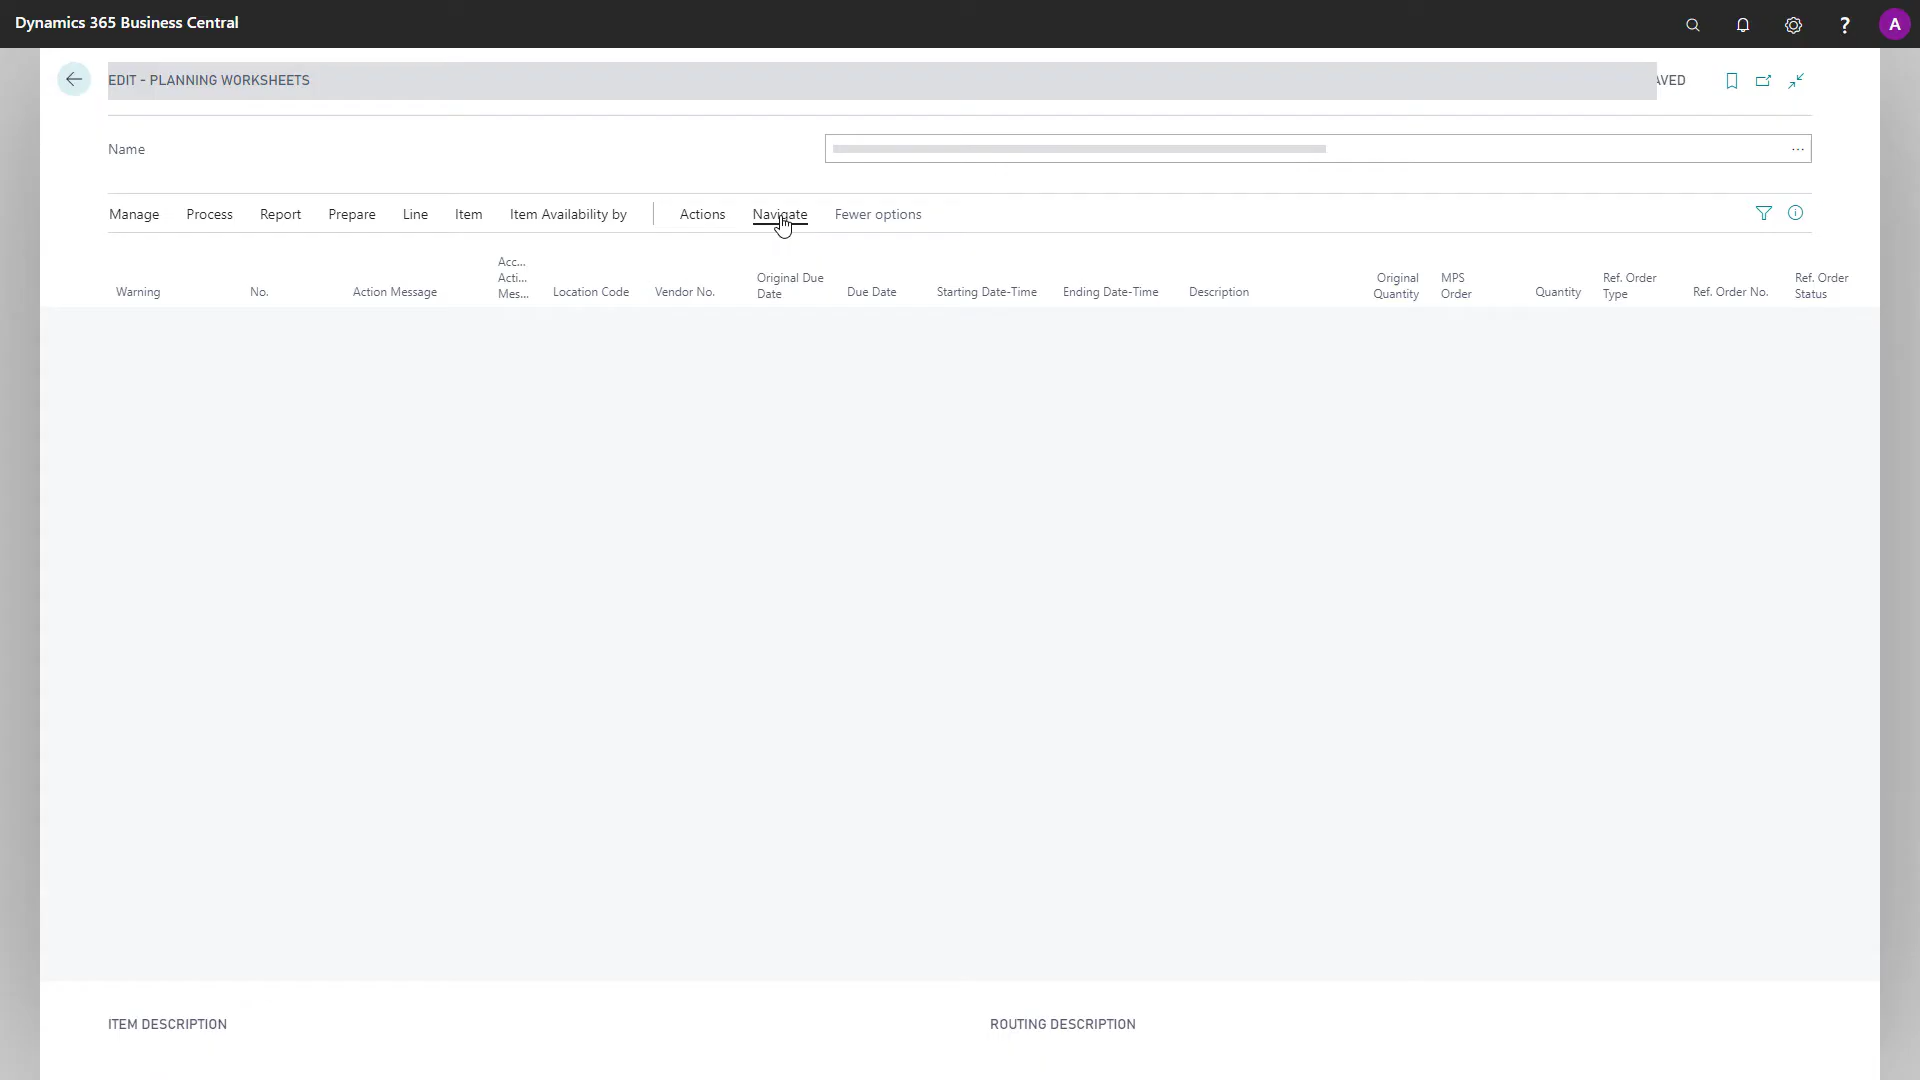 Dynamics 365 Business Central
?
A
EDIT - PLANNING WORKSHEETS
AVED
Name
Manage Process Report Prepare Line Item Item Availability by Actions Navigate Fewer options
Warning
No.
Action Message
Acc...
Acti...
Mes...
Location Code
Vendor No.
Original Due
Date
Due Date
Starting Date-Time
Ending Date-Time
Description
Original
Quantity
MPS
Order
Quantity
Ref. Order
Type
Ref. Order No.
Ref. Order
Status
ITEM DESCRIPTION
ROUTING DESCRIPTION